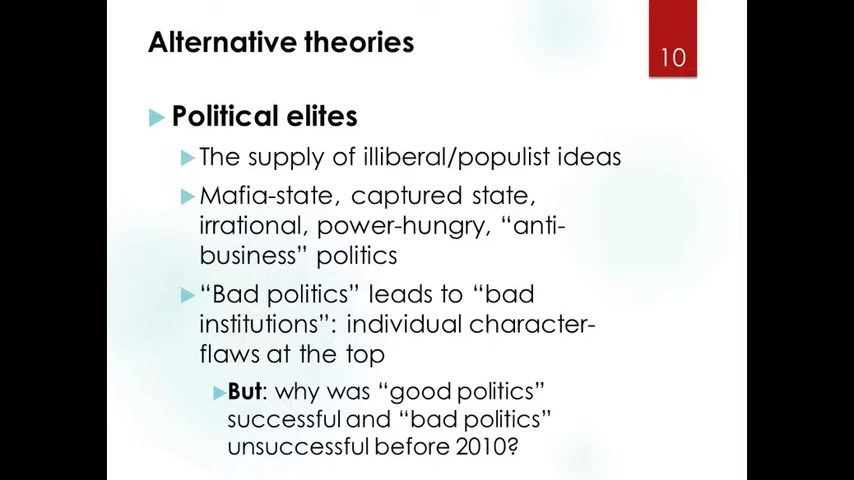 Alternative theories
10
Political elites
The supply of illiberal/populist ideas
Mafia-state, captured state,
irrational, power-hungry, “anti-
business” politics
“Bad politics” leads to “bad
institutions”: individual character-
flaws at the top
But: why was “good politics”
successful and “bad politics”
unsuccessful before 2010?